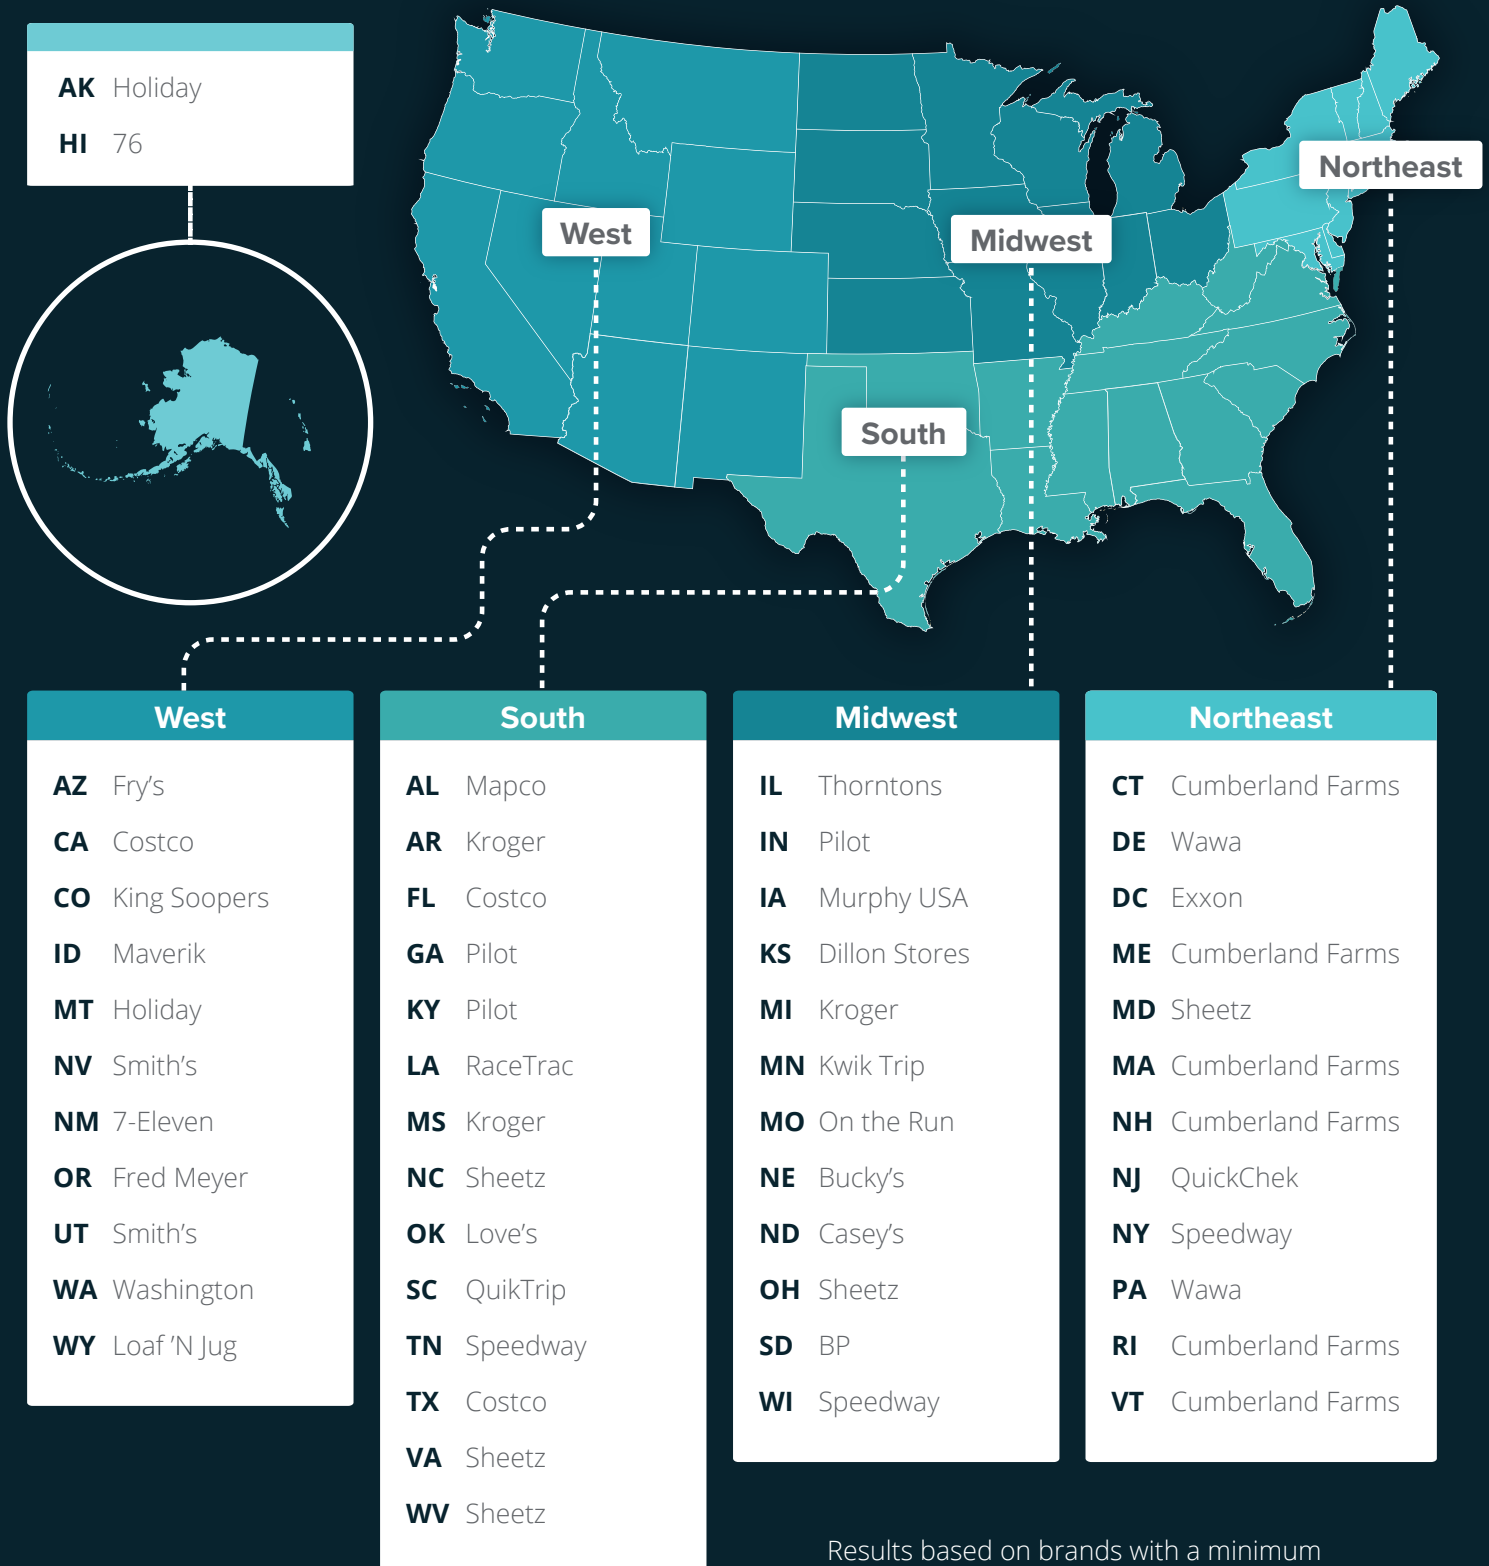 AK Holiday
HI 76
West
Midwest
Northeast
South
West
AZ Fry’s
CA Costco
CO King Soopers
ID Maverik
MT Holiday
NV Smith’s
NM 7-Eleven
OR Fred Meyer
UT Smith’s
WA Washington
WY Loaf ’N Jug
South
AL Mapco
AR Kroger
FL Costco
GA Pilot
KY Pilot
LA RaceTrac
MS Kroger
NC Sheetz
OK Love’s
SC QuikTrip
TN Speedway
TX Costco
VA Sheetz
WV Sheetz
Midwest
IL Thorntons
IN Pilot
IA Murphy USA
KS Dillon Stores
MI Kroger
MN Kwik Trip
MO On the Run
NE Bucky’s
ND Casey’s
OH Sheetz
SD BP
WI Speedway
Northeast
CT Cumberland Farms
DE Wawa
DC Exxon
ME Cumberland Farms
MD Sheetz
MA Cumberland Farms
NH Cumberland Farms
NJ QuickChek
NY Speedway
PA Wawa
RI Cumberland Farms
VT Cumberland Farms
Results based on brands with a minimum